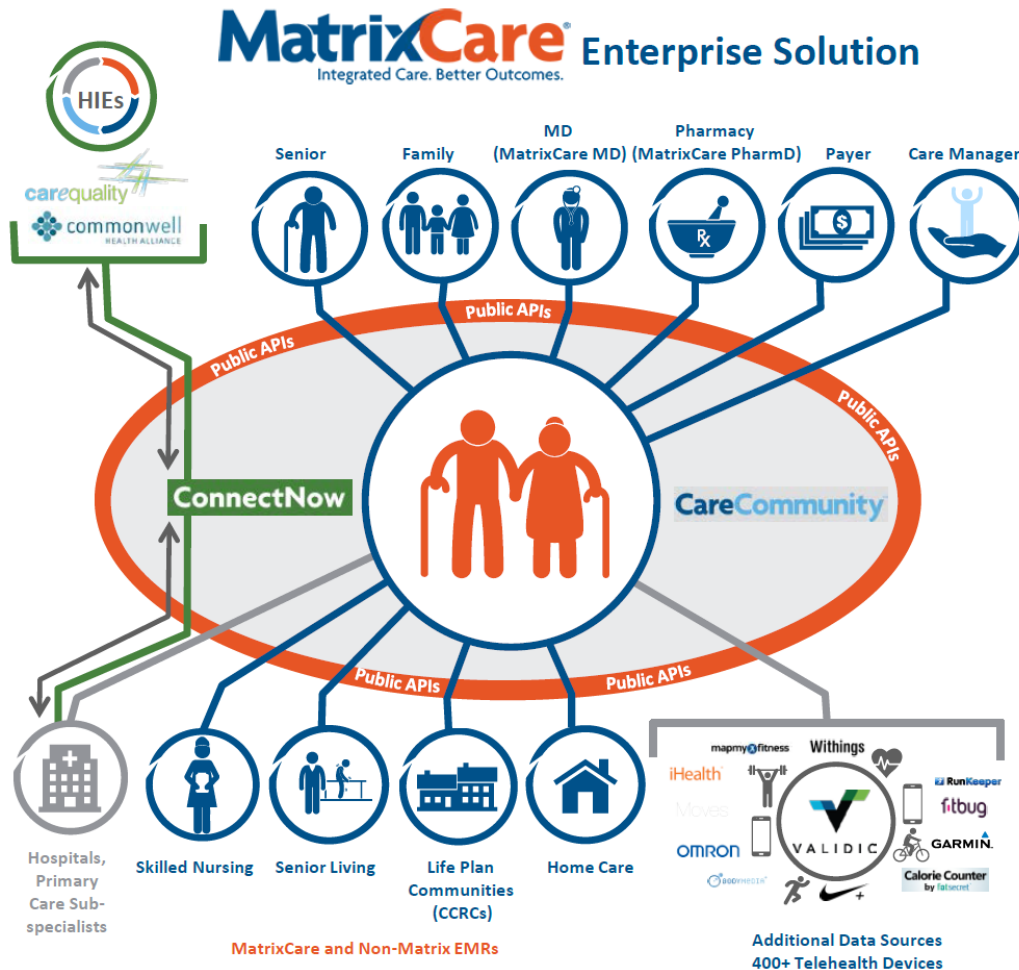 MatrixCare® Enterprise Solution
Integrated Care. Better Outcomes.
HIEs
carequality
commonwell
HEALTH ALLIANCE
Senior
Family
MD
(MatrixCare MD)
Pharmacy
(MatrixCare PharmD)
Payer
Care Manager
$
Rx
Public APIs
Public APIs
Public APIs
ConnectNow
CareCommunity
Public APIs
Public APIs
Hospitals,
Primary
Care Sub-
specialists
Skilled Nursing
Senior Living
Life Plan
Communities
(CCRCs)
Home Care
MatrixCare and Non-Matrix EMRs
mapmyfitness
Withings
iHealth
RunKeeper
Moves
fitbug
VALIDIC
OMRON
GARMIN
BODYMEDIA
Calorie Counter
by fatsecret
+
Additional Data Sources
400+ Telehealth Devices